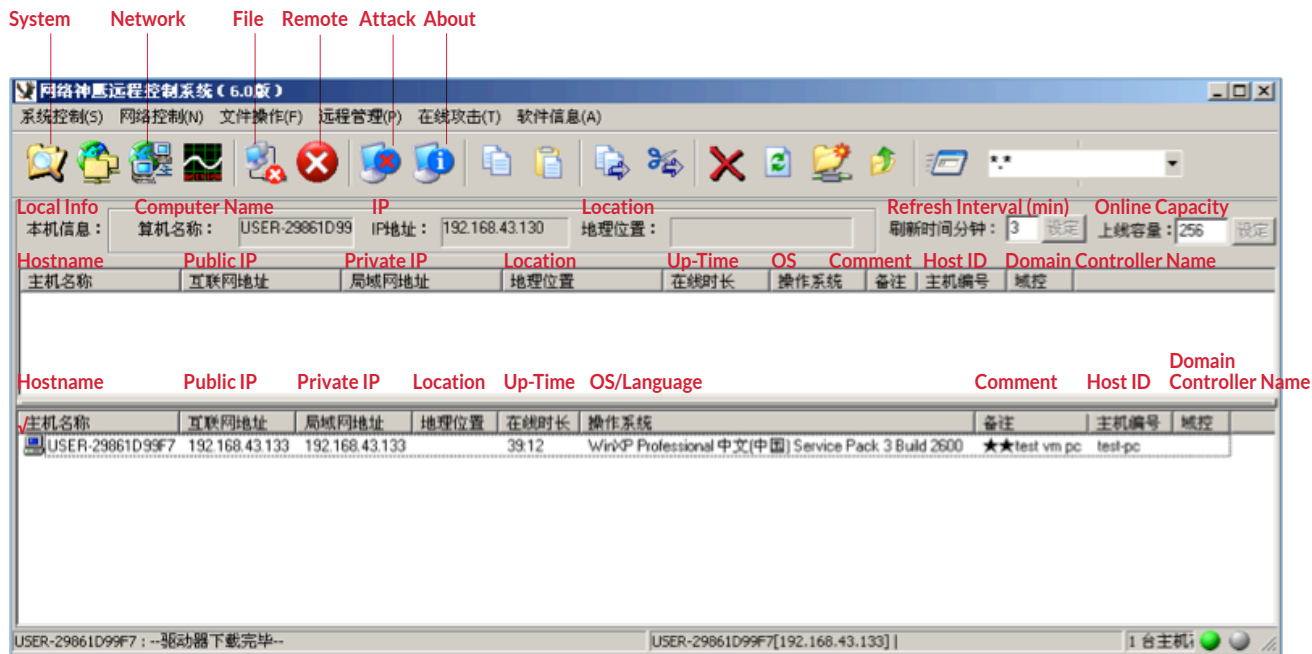 System Network File Remote Attack About
网络神鹰远程控制系统(6.0版)
系统控制(S) 网络控制(N) 文件操作(F) 远程管理(P) 在线攻击(T) 软件信息(A)
*.*
Local Info Computer Name IP Location Refresh Interval (min) Online Capacity
本机信息: 算机名称: USER-29861D99 IP地址: 192.168.43.130 地理位置: 刷新时间分钟: 3 设定 上线容量: 256 设定
Hostname Public IP Private IP Location Up-Time OS Comment Host ID Domain Controller Name
主机名称 互联网地址 局域网地址 地理位置 在线时长 操作系统 备注 主机编号 域控
Hostname Public IP Private IP Location Up-Time OS/Language Comment Host ID Domain Controller Name
√主机名称 互联网地址 局域网地址 地理位置 在线时长 操作系统 备注 主机编号 域控
USER-29861D99F7 192.168.43.133 192.168.43.133 39:12 WinXP Professional 中文(中国) Service Pack 3 Build 2600 ★★test vm pc test-pc
USER-29861D99F7:--驱动器下载完毕-- USER-29861D99F7[192.168.43.133] | 1 台主机